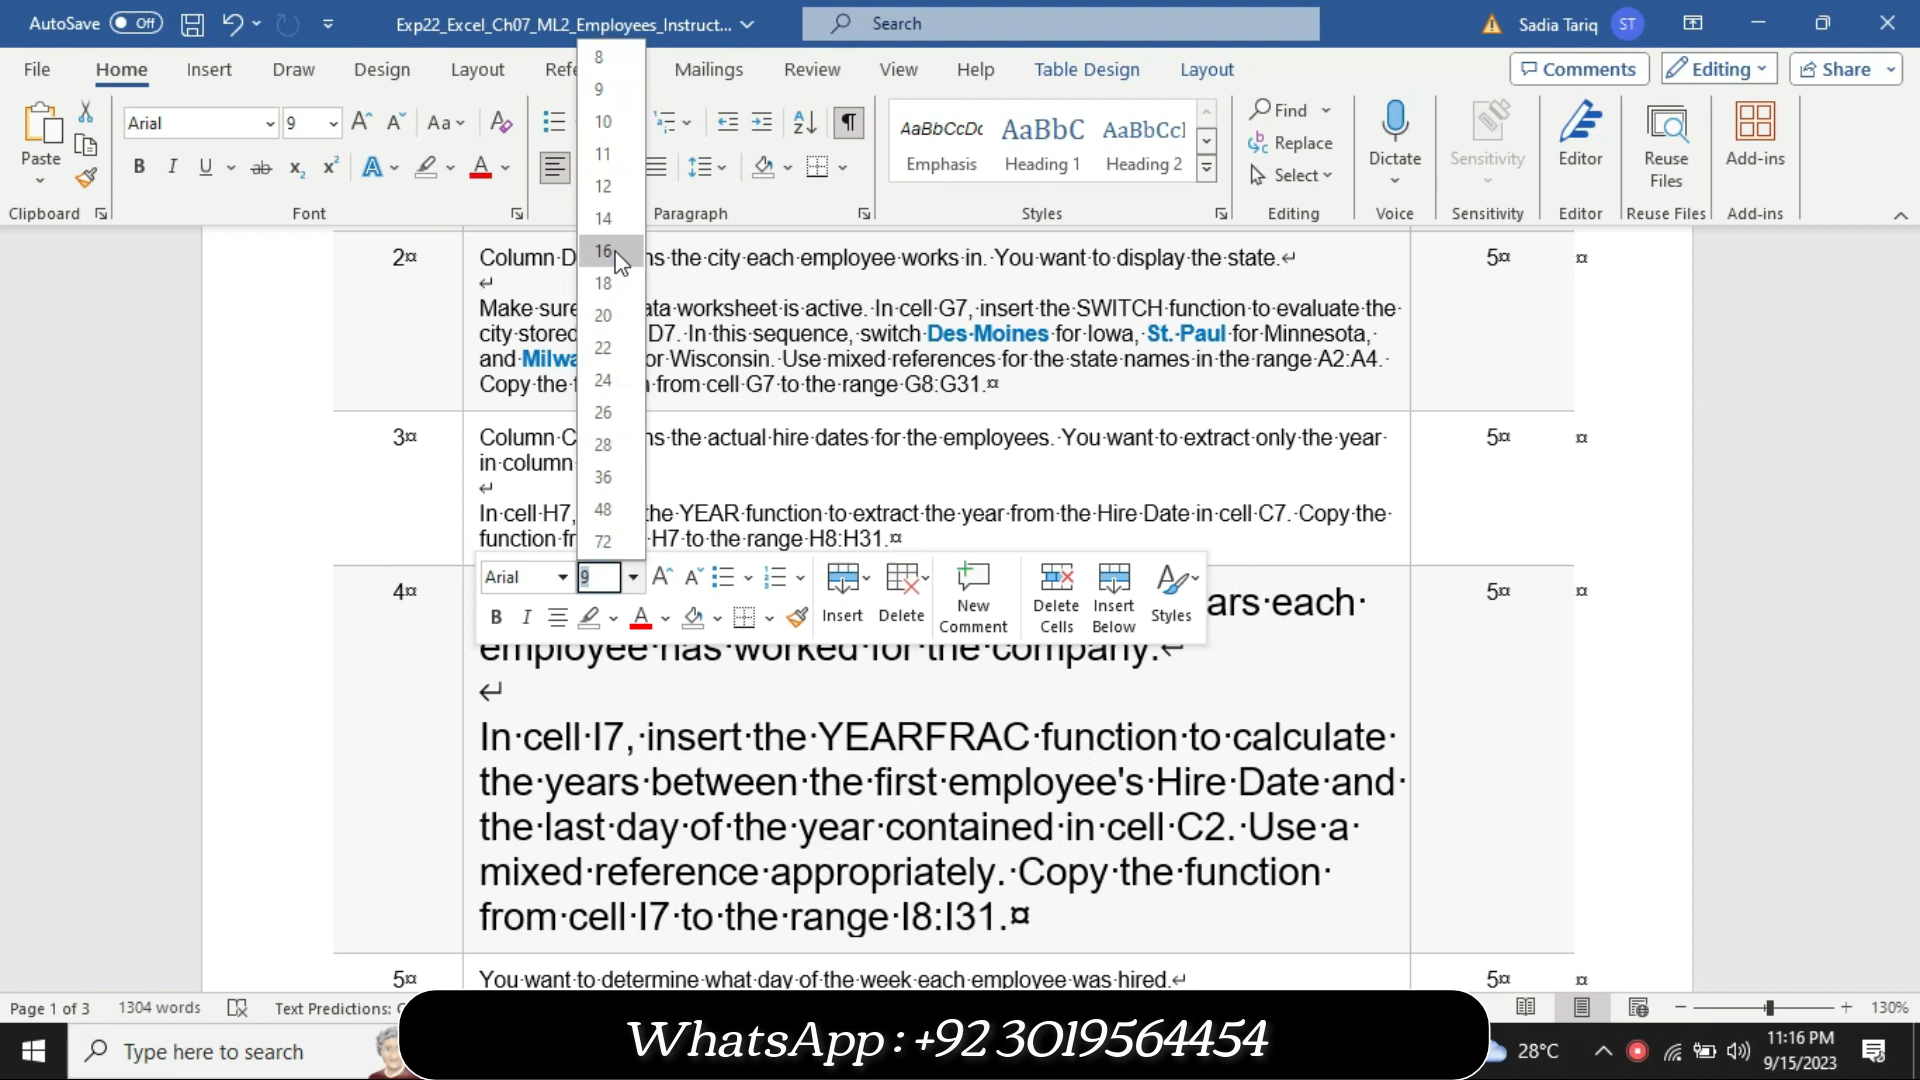 AutoSave Off Exp22_Excel_Ch07_ML2_Employees_Instruct... Search Sadia Tariq ST
File Home Insert Draw Design Layout Refe Mailings Review View Help Table Design Layout Comments Editing Share
Paste Arial 9 Aa AaBbCcDc AaBbC AaBbCcI Find Dictate Sensitivity Editor Reuse Add-ins
B I U ab x₂ x² A A Emphasis Heading 1 Heading 2 Replace Files
Select
Clipboard Font Paragraph Styles Editing Voice Sensitivity Editor Reuse Files Add-ins
8
9
10
11
12
14
16
18
20
22
24
26
28
36
48
72
2¤ Column·D ns·the·city·each·employee·works·in.··You·want·to·display·the·state.↵ 5¤ ¤
↵
Make·sure ata·worksheet·is·active.··In·cell·G7,·insert·the·SWITCH·function·to·evaluate·the·
city·stored D7.··In·this·sequence,·switch·Des·Moines·for·Iowa,·St.·Paul·for·Minnesota,·
and·Milwa or·Wisconsin.··Use·mixed·references·for·the·state·names·in·the·range·A2:A4.··
Copy·the·f from·cell·G7·to·the·range·G8:G31.¤
3¤ Column·C ns·the·actual·hire·dates·for·the·employees.··You·want·to·extract·only·the·year· 5¤ ¤
in·column
↵
In·cell·H7, the·YEAR·function·to·extract·the·year·from·the·Hire·Date·in·cell·C7.··Copy·the·
function·fr H7·to·the·range·H8:H31.¤
Arial 9 Insert Delete New Comment Delete Cells Insert Below Styles
B I A
4¤ ars·each· 5¤ ¤
employee·has·worked·for·the·company.↵
↵
In·cell·I7,·insert·the·YEARFRAC·function·to·calculate·
the·years·between·the·first·employee's·Hire·Date·and·
the·last·day·of·the·year·contained·in·cell·C2.··Use·a·
mixed·reference·appropriately.··Copy·the·function·
from·cell·I7·to·the·range·I8:I31.¤
5¤ You·want·to·determine·what·day·of·the·week·each·employee·was·hired.↵ 5¤ ¤
Page 1 of 3 1304 words Text Predictions: 130%
WhatsApp : +92 3019564454
Type here to search 28°C 11:16 PM
9/15/2023